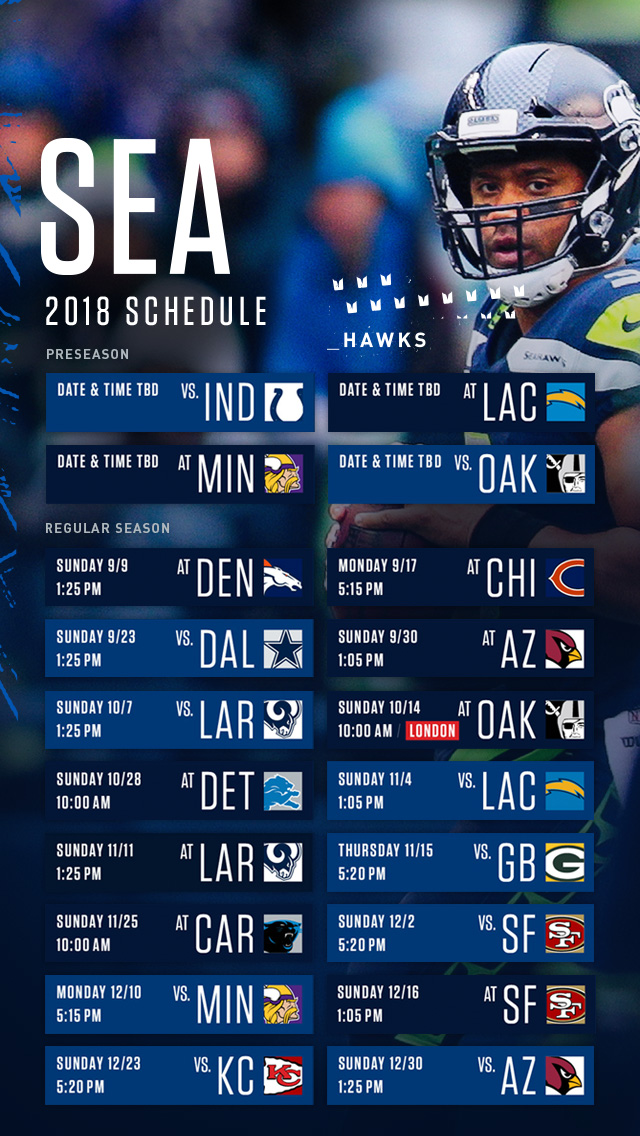 SEA
2018 SCHEDULE
_HAWKS
SEAHAWKS
PRESEASON
DATE & TIME TBD VS. IND
DATE & TIME TBD AT LAC
DATE & TIME TBD AT MIN
DATE & TIME TBD VS. OAK
REGULAR SEASON
SUNDAY 9/9 AT DEN
1:25 PM
MONDAY 9/17 AT CHI
5:15 PM
SUNDAY 9/23 VS. DAL
1:25 PM
SUNDAY 9/30 AT AZ
1:05 PM
SUNDAY 10/7 VS. LAR
1:25 PM
SUNDAY 10/14 AT OAK
10:00 AM / LONDON
SUNDAY 10/28 AT DET
10:00 AM
SUNDAY 11/4 VS. LAC
1:05 PM
SUNDAY 11/11 AT LAR
1:25 PM
THURSDAY 11/15 VS. GB
5:20 PM
SUNDAY 11/25 AT CAR
10:00 AM
SUNDAY 12/2 VS. SF
5:20 PM
MONDAY 12/10 VS. MIN
5:15 PM
SUNDAY 12/16 AT SF
1:05 PM
SUNDAY 12/23 VS. KC
5:20 PM
SUNDAY 12/30 VS. AZ
1:25 PM